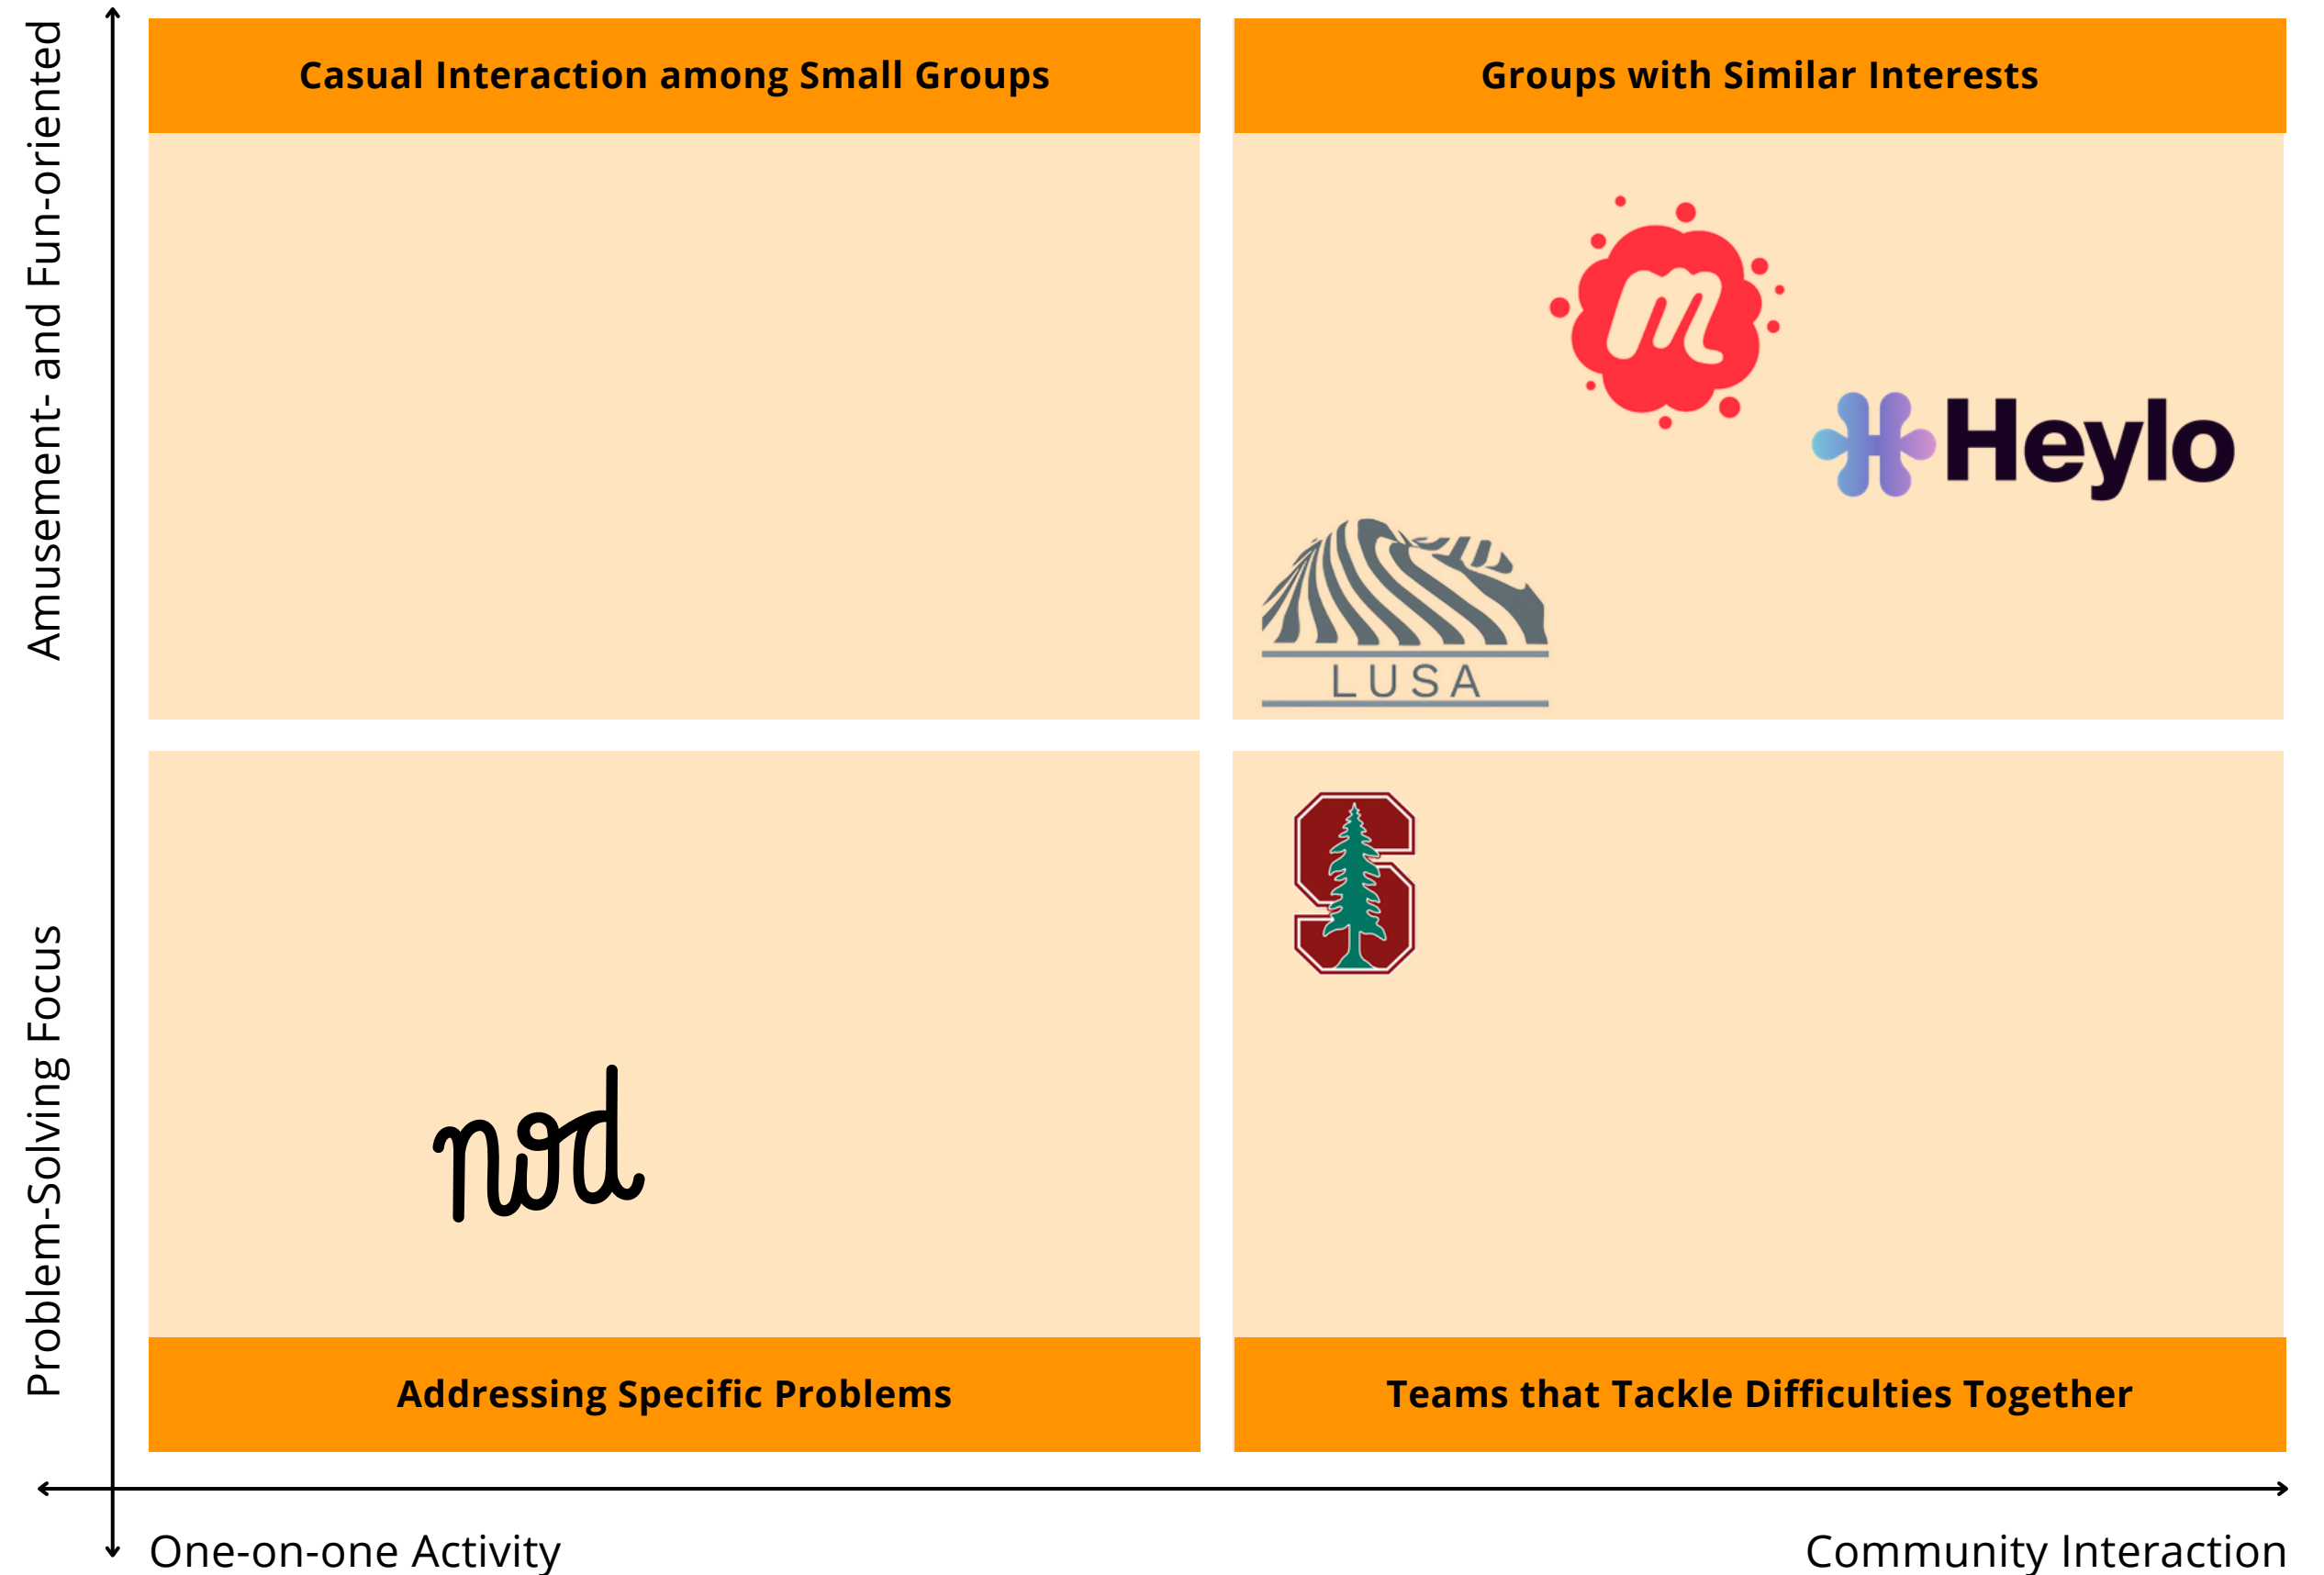 Amusement- and Fun-oriented
Casual Interaction among Small Groups
Groups with Similar Interests
m
Heylo
LUSA
Problem-Solving Focus
S
nod
Addressing Specific Problems
Teams that Tackle Difficulties Together
One-on-one Activity
Community Interaction